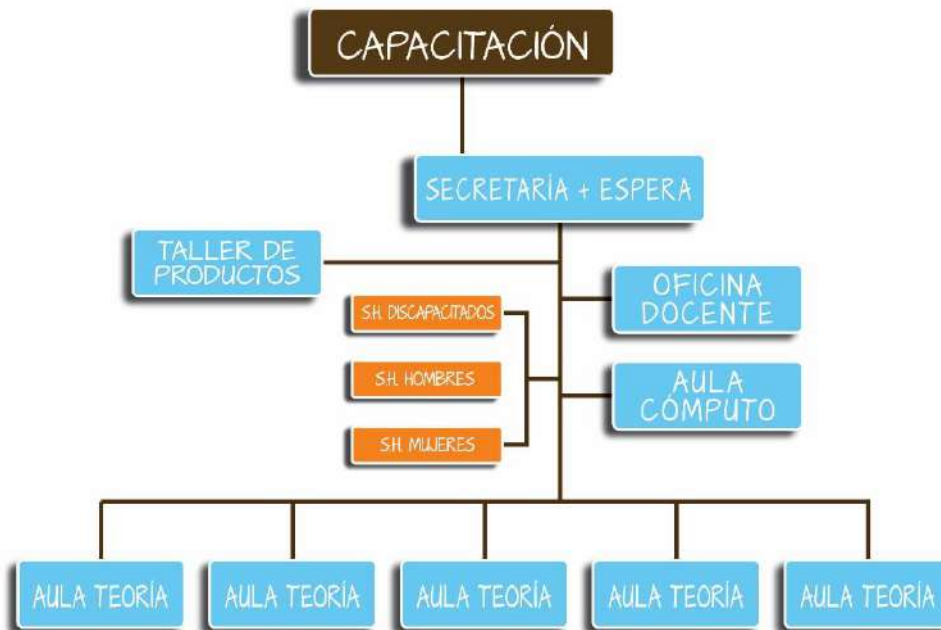 CAPACITACIÓN
SECRETARÍA + ESPERA
TALLER DE
PRODUCTOS
OFICINA
DOCENTE
S.H. DISCAPACITADOS
S.H. HOMBRES
AULA
CÓMPUTO
S.H. MUJERES
AULA TEORÍA
AULA TEORÍA
AULA TEORÍA
AULA TEORÍA
AULA TEORÍA